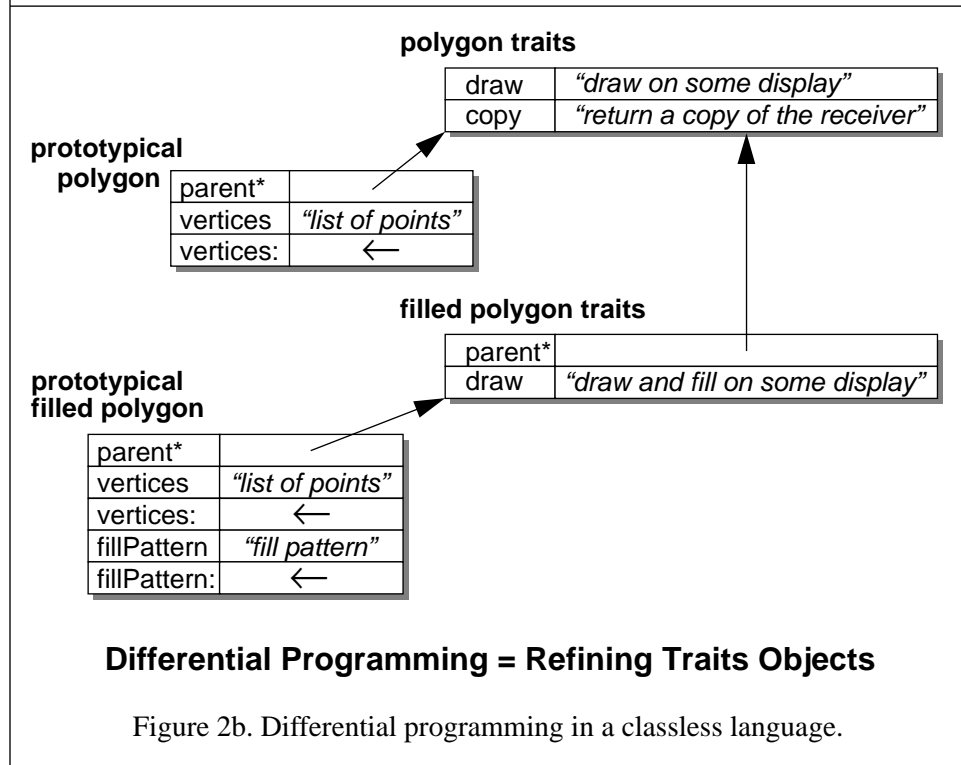 polygon traits
draw “draw on some display”
copy “return a copy of the receiver”
prototypical
polygon
parent*
vertices “list of points”
vertices: ←
filled polygon traits
parent*
draw “draw and fill on some display”
prototypical
filled polygon
parent*
vertices “list of points”
vertices: ←
fillPattern “fill pattern”
fillPattern: ←
Differential Programming = Refining Traits Objects
Figure 2b. Differential programming in a classless language.